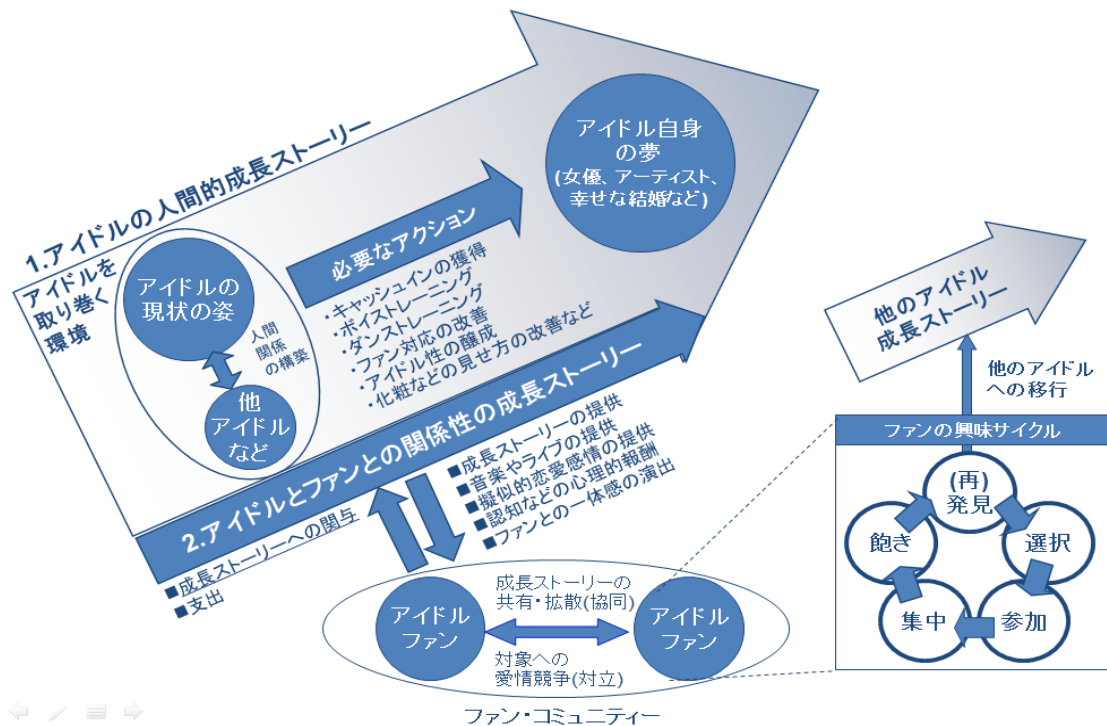 1.アイドルの人間的成長ストーリー
アイドルを
取り巻く
環境
アイドルの
現状の姿
人間
関係
の構築
他
アイドル
など
必要なアクション
・キャッシュインの獲得
・ボイストレーニング
・ダンストレーニング
・ファン対応の改善
・アイドル性の醸成
・化粧などの見せ方の改善など
アイドル自身
の夢
(女優、アーティスト、
幸せな結婚など)
2.アイドルとファンとの関係性の成長ストーリー
■成長ストーリーへの関与
■支出
■成長ストーリーの提供
■音楽やライブの提供
■擬似的恋愛感情の提供
■認知などの心理的報酬
■ファンとの一体感の演出
アイドル
ファン
成長ストーリーの
共有・拡散(協同)
対象への
愛情競争(対立)
アイドル
ファン
ファン・コミュニティー
他のアイドル
成長ストーリー
他のアイドル
への移行
ファンの興味サイクル
(再)
発見
選択
参加
集中
飽き